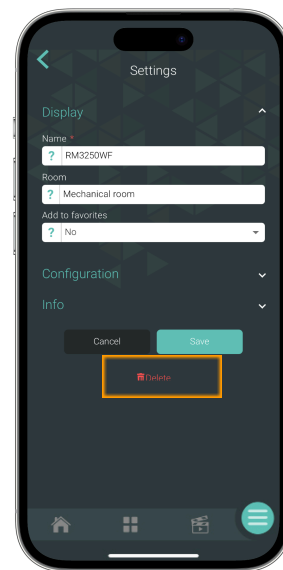 Settings
Display
Name *
? RM3250WF
Room
? Mechanical room
Add to favorites
? No
Configuration
Info
Cancel Save
Delete